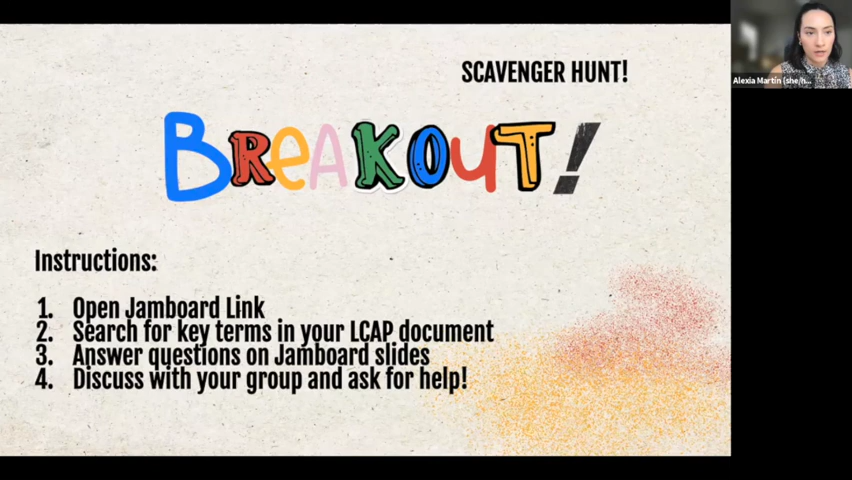 SCAVENGER HUNT!
BReAKOuT!
Instructions:
1. Open Jamboard Link
2. Search for key terms in your LCAP document
3. Answer questions on Jamboard slides
4. Discuss with your group and ask for help!
Alexia Martin (she/h...